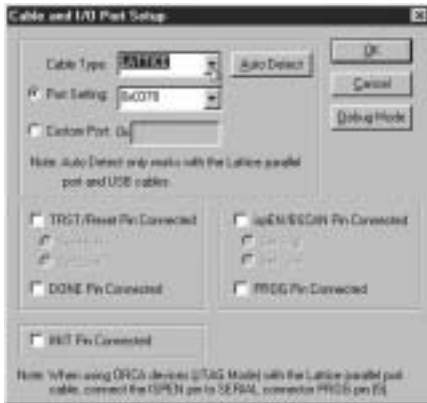 Cable and I/O Port Setup
Cable Type: LATTICE
Auto Detect
OK
Port Setting: 0x0378
Cancel
Custom Port: 0x
Debug Mode
Note: Auto Detect only works with the Lattice parallel
port and USB cables.
TRST/Reset Pin Connected
ispEN/BSCAN Pin Connected
DONE Pin Connected
PROG Pin Connected
INIT Pin Connected
Note: When using ORCA devices (JTAG Mode) with the Lattice parallel port
cable, connect the ISPEN pin to SERIAL connector PROG pin (5).